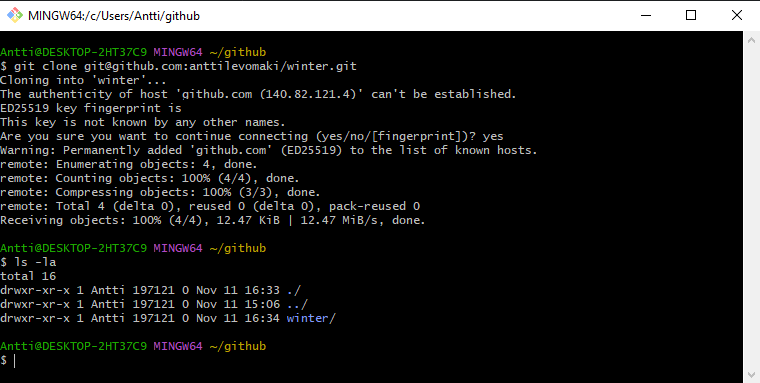 MINGW64:/c/Users/Antti/github
Antti@DESKTOP-2HT37C9 MINGW64 ~/github
$ git clone git@github.com:anttilevomaki/winter.git
Cloning into 'winter'...
The authenticity of host 'github.com (140.82.121.4)' can't be established.
ED25519 key fingerprint is
This key is not known by any other names.
Are you sure you want to continue connecting (yes/no/[fingerprint])? yes
Warning: Permanently added 'github.com' (ED25519) to the list of known hosts.
remote: Enumerating objects: 4, done.
remote: Counting objects: 100% (4/4), done.
remote: Compressing objects: 100% (3/3), done.
remote: Total 4 (delta 0), reused 0 (delta 0), pack-reused 0
Receiving objects: 100% (4/4), 12.47 KiB | 12.47 MiB/s, done.
Antti@DESKTOP-2HT37C9 MINGW64 ~/github
$ ls -la
total 16
drwxr-xr-x 1 Antti 197121 0 Nov 11 16:33 ./
drwxr-xr-x 1 Antti 197121 0 Nov 11 15:06 ../
drwxr-xr-x 1 Antti 197121 0 Nov 11 16:34 winter/
Antti@DESKTOP-2HT37C9 MINGW64 ~/github
$